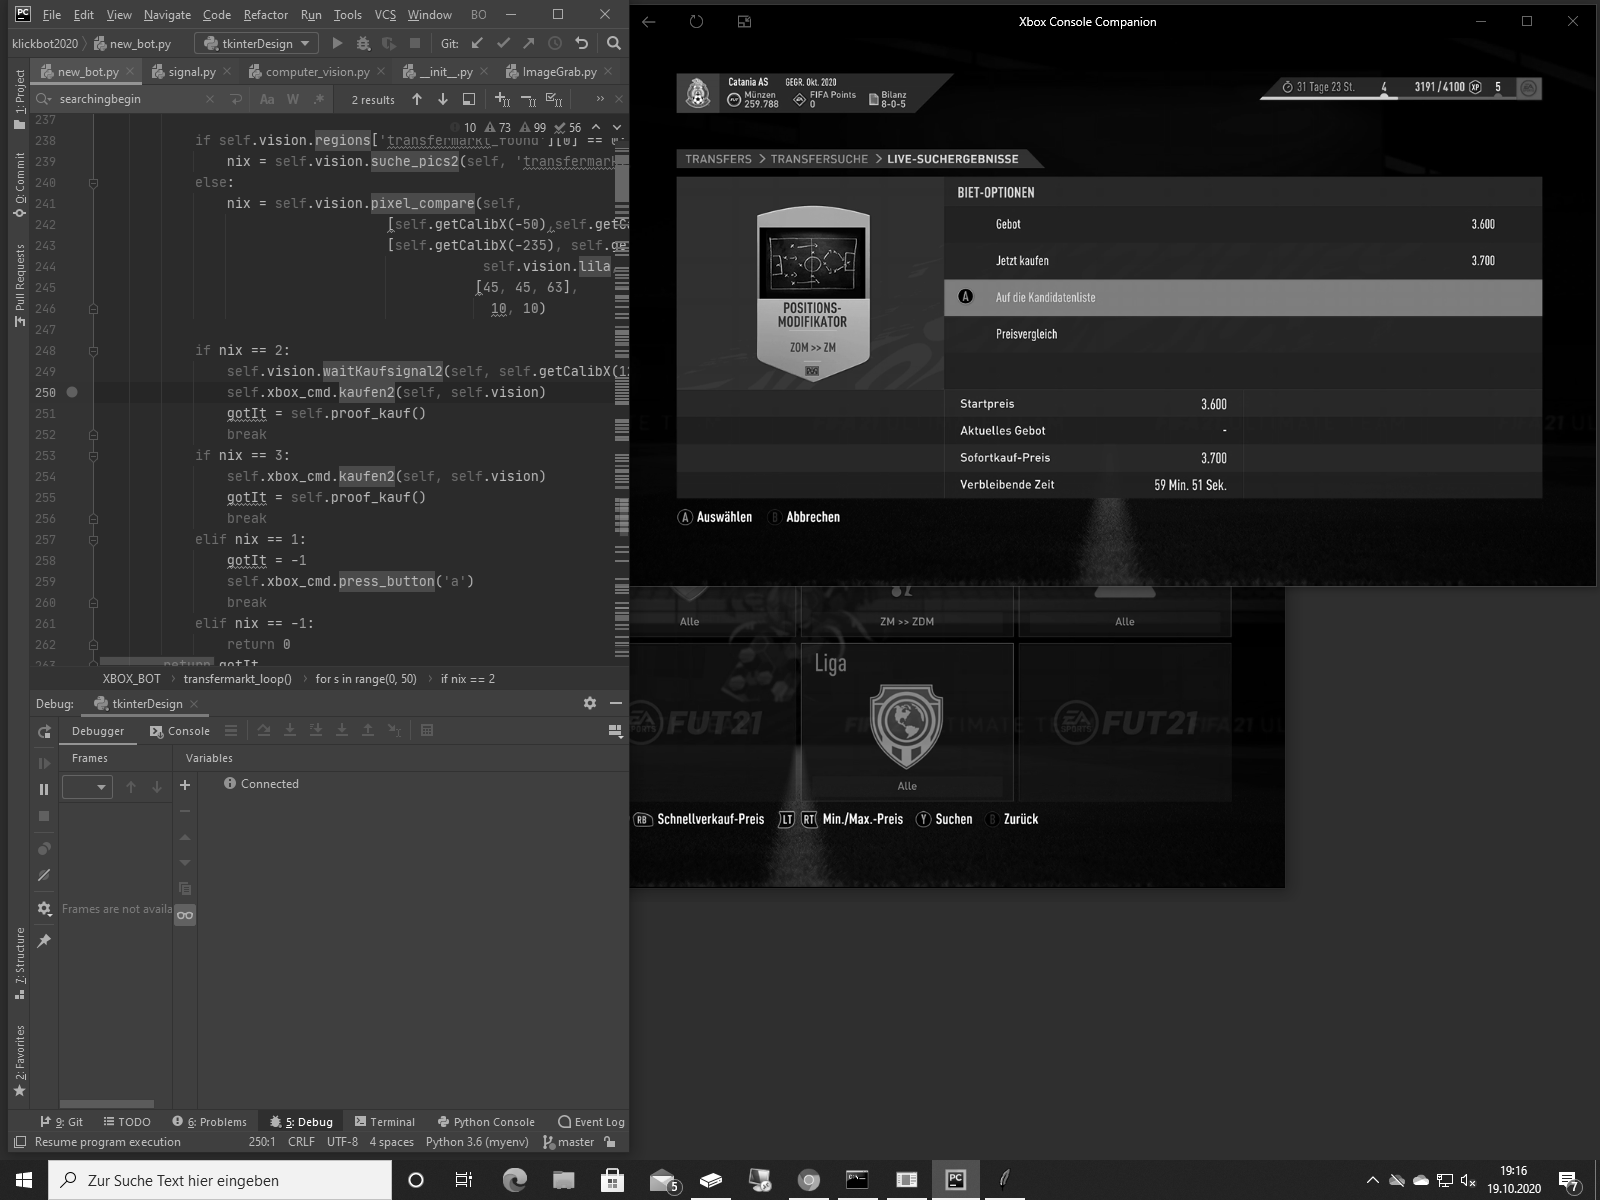 File Edit View Navigate Code Refactor Run Tools VCS Window BO
klickbot2020 new_bot.py tkinterDesign Git:
new_bot.py signal.py computer_vision.py __init__.py ImageGrab.py
searchingbegin Aa W .* 2 results
10 73 99 56
237
238 if self.vision.regions['transfermarkt_found'][0] == 0
239 nix = self.vision.suche_pics2(self, 'transfermark
240 else:
241 nix = self.vision.pixel_compare(self,
242 [self.getCalibX(-50),self.getC
243 [self.getCalibX(-235), self.ge
244 self.vision.lila
245 [45, 45, 63],
246 10, 10)
247
248 if nix == 2:
249 self.vision.waitKaufsignal2(self, self.getCalibX(12
250 self.xbox_cmd.kaufen2(self, self.vision)
251 gotIt = self.proof_kauf()
252 break
253 if nix == 3:
254 self.xbox_cmd.kaufen2(self, self.vision)
255 gotIt = self.proof_kauf()
256 break
257 elif nix == 1:
258 gotIt = -1
259 self.xbox_cmd.press_button('a')
260 break
261 elif nix == -1:
262 return 0
263 return gotIt
XBOX_BOT transfermarkt_loop() for s in range(0, 50) if nix == 2
Debug: tkinterDesign
Debugger Console
Frames Variables
Connected
Frames are not availa
1: Project
0: Commit
Pull Requests
7: Structure
2: Favorites
9: Git TODO 6: Problems 5: Debug Terminal Python Console Event Log
Resume program execution 250:1 CRLF UTF-8 4 spaces Python 3.6 (myenv) master
Xbox Console Companion
Catania AS GEGR. Okt. 2020
Münzen 259.788 FIFA Points 0 Bilanz 8-0-5
31 Tage 23 St. 4 3191/4100 XP 5
TRANSFERS > TRANSFERSUCHE > LIVE-SUCHERGEBNISSE
POSITIONS-
MODIFIKATOR
ZOM >> ZM
BIET-OPTIONEN
Gebot 3.600
Jetzt kaufen 3.700
A Auf die Kandidatenliste
Preisvergleich
Startpreis 3.600
Aktuelles Gebot -
Sofortkauf-Preis 3.700
Verbleibende Zeit 59 Min. 51 Sek.
A Auswählen B Abbrechen
Alle ZM >> ZDM Alle
Liga
EA SPORTS FUT21 EA SPORTS FUT21
Alle
RB Schnellverkauf-Preis LT RT Min./Max.-Preis Y Suchen B Zurück
Zur Suche Text hier eingeben
5
19:16
19.10.2020
7